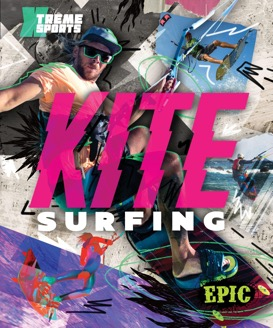 XTREME
SPORTS
KITE
SURFING
EPIC